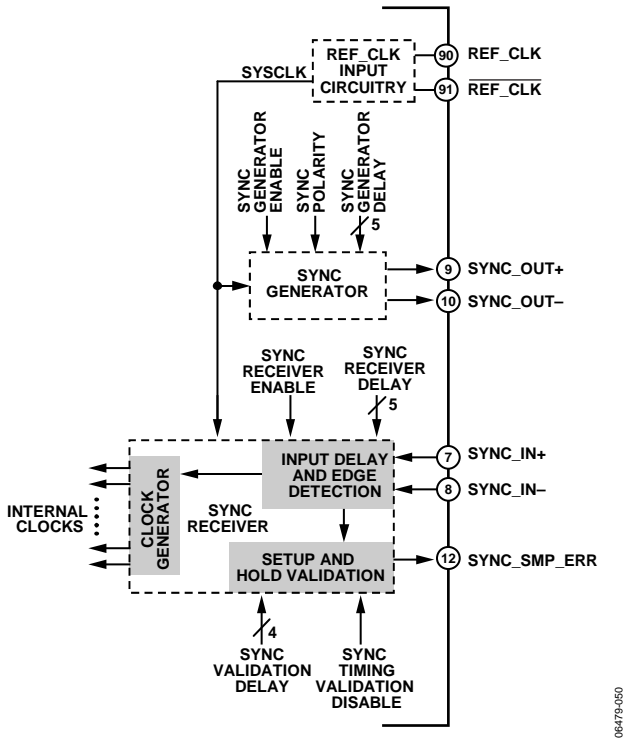 REF_CLK
INPUT
CIRCUITRY
SYSCLK
90 REF_CLK
91 REF_CLK
SYNC
GENERATOR
ENABLE
SYNC
POLARITY
SYNC
GENERATOR
DELAY
5
SYNC
GENERATOR
9 SYNC_OUT+
10 SYNC_OUT–
SYNC
RECEIVER
ENABLE
SYNC
RECEIVER
DELAY
5
INPUT DELAY
AND EDGE
DETECTION
7 SYNC_IN+
8 SYNC_IN–
INTERNAL
CLOCKS
CLOCK
GENERATOR
SYNC
RECEIVER
SETUP AND
HOLD VALIDATION
12 SYNC_SMP_ERR
4
SYNC
VALIDATION
DELAY
SYNC
TIMING
VALIDATION
DISABLE
06479-050